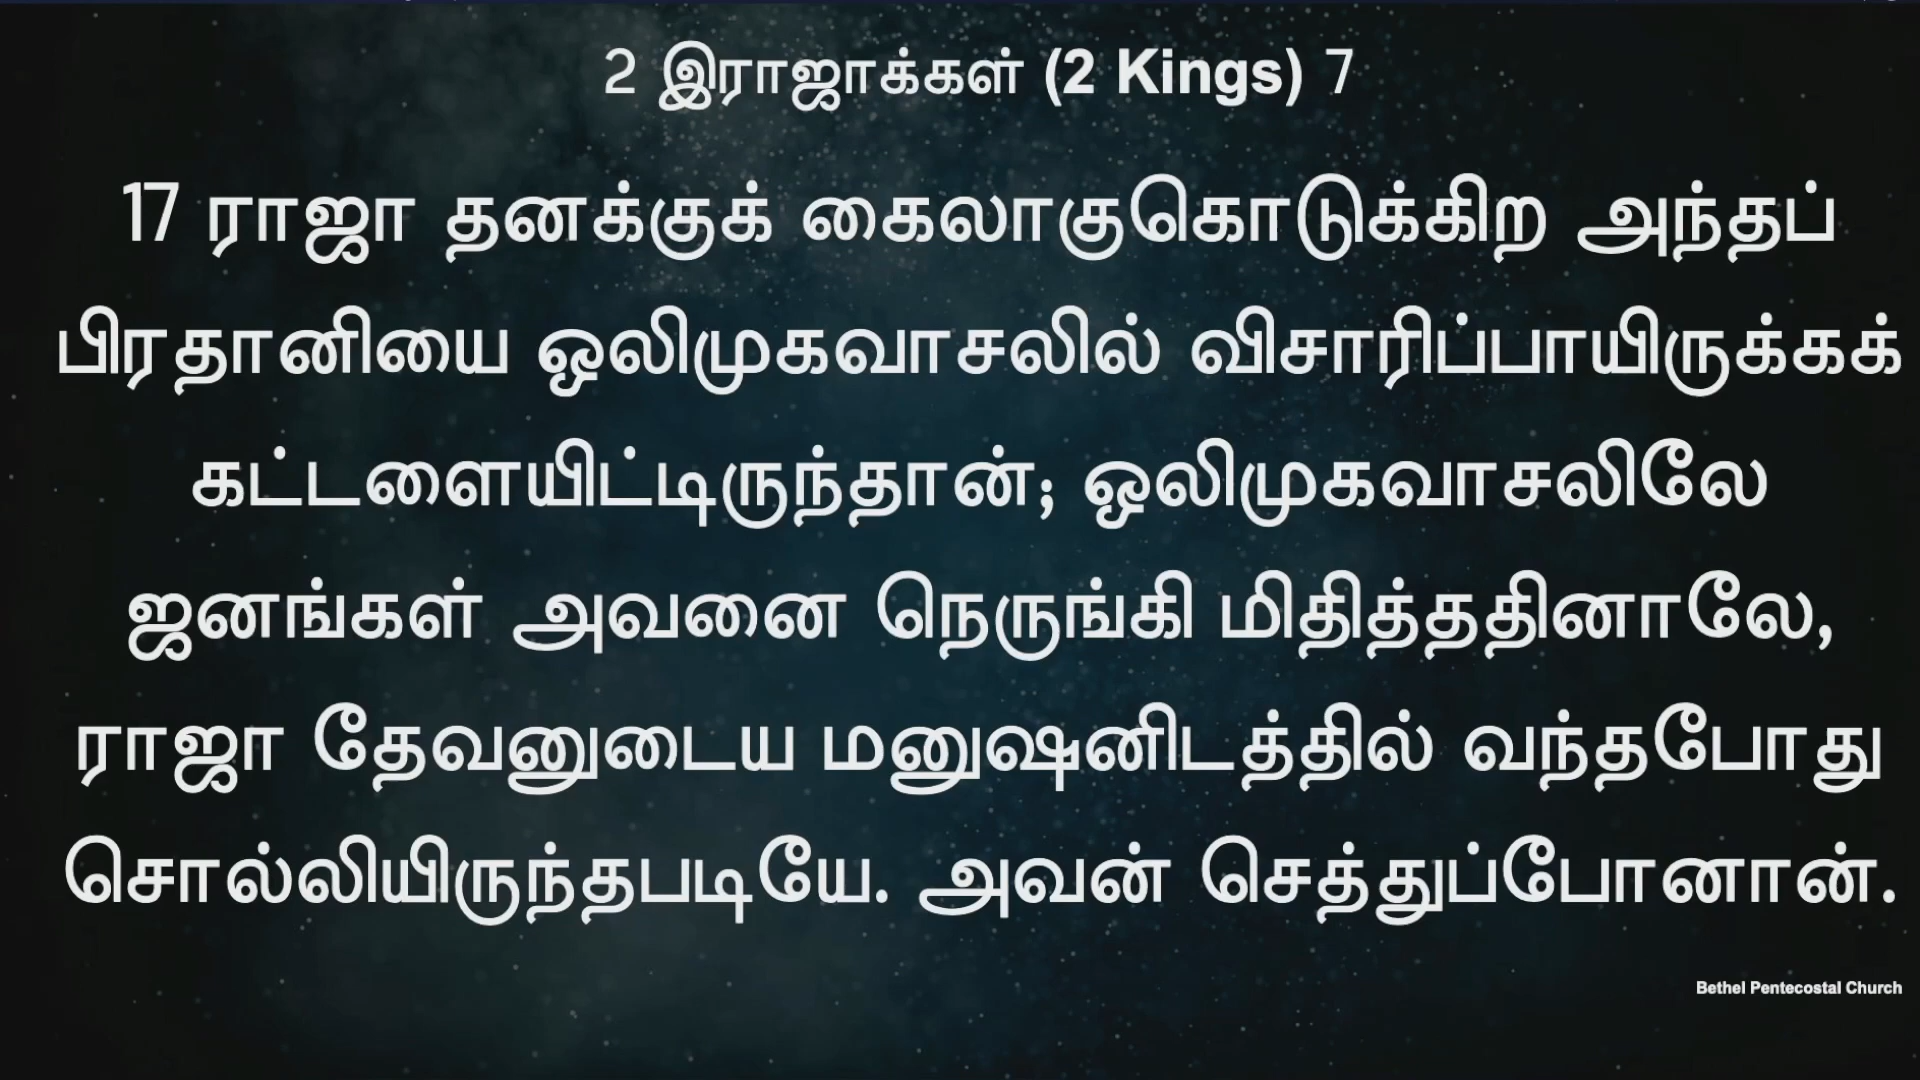 2 இராஜாக்கள் (2 Kings) 7
17 ராஜா தனக்குக் கைலாகுகொடுக்கிற அந்தப்
பிரதானியை ஒலிமுகவாசலில் விசாரிப்பாயிருக்கக்
கட்டளையிட்டிருந்தான்; ஒலிமுகவாசலிலே
ஜனங்கள் அவனை நெருங்கி மிதித்ததினாலே,
ராஜா தேவனுடைய மனுஷனிடத்தில் வந்தபோது
சொல்லியிருந்தபடியே. அவன் செத்துப்போனான்.
Bethel Pentecostal Church